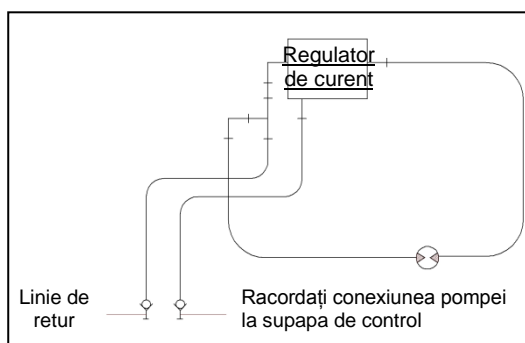 Regulator
de curent
Linie de
retur
Racordați conexiunea pompei
la supapa de control